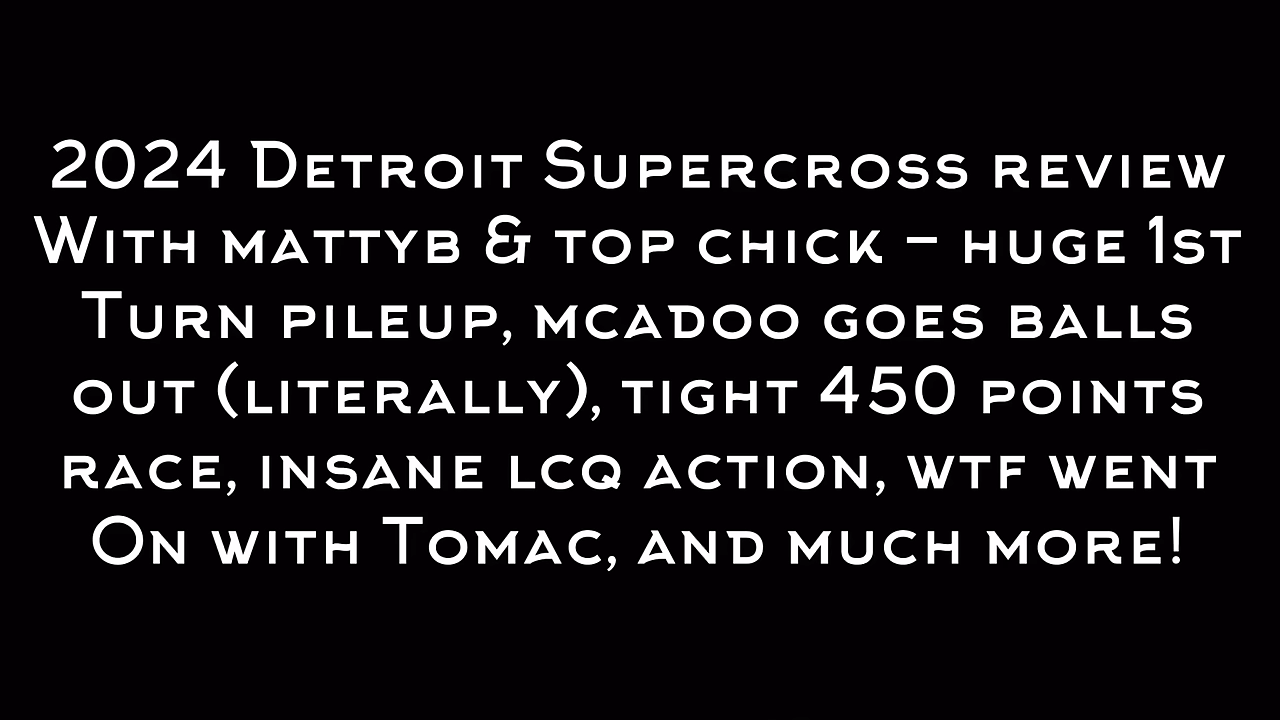 2024 Detroit Supercross review
With mattyb & top chick – huge 1st
Turn pileup, mcadoo goes balls
out (literally), tight 450 points
race, insane lcq action, wtf went
On with Tomac, and much more!